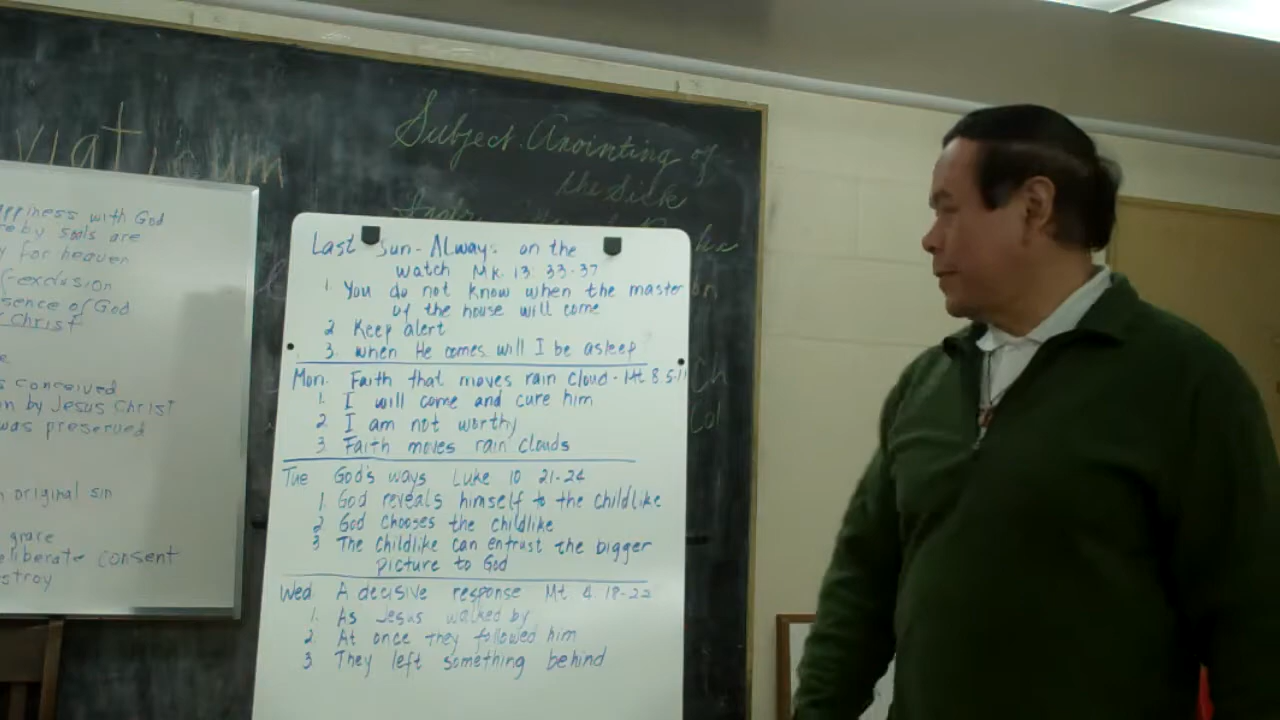 Viaticum
Subject. Anointing of
the Sick
appiness with God
reby souls are
y for heaven
f-exclusion
sence of God
Christ
conceived
by Jesus Christ
was preserved
original sin
grace
eliberate consent
stroy
Last Sun- Always on the
watch Mk. 13: 33-37
1. You do not know when the master
of the house will come
2 Keep alert
3. when He comes will I be asleep
Mon. Faith that moves rain cloud - Mt 8.5-11
1. I will come and cure him
2 I am not worthy
3 Faith moves rain clouds
Tue God's ways Luke 10 21-24
1. God reveals himself to the childlike
2 God chooses the childlike
3 The childlike can entrust the bigger
picture to God
Wed A decisive response Mt 4 18-22
1. As Jesus walked by
2. At once they followed him
3 They left something behind